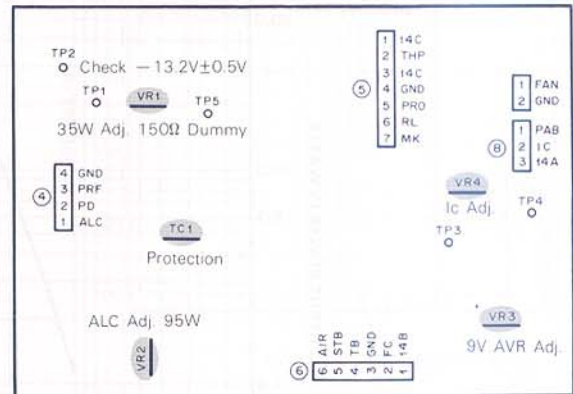 TP2
Check −13.2V±0.5V
TP1
VR1
TP5
35W Adj. 150Ω Dummy
④
4 GND
3 PRF
2 PD
1 ALC
TC1
Protection
ALC Adj. 95W
VR2
⑤
1 14C
2 THP
3 14C
4 GND
5 PRO
6 RL
7 MK
1 FAN
2 GND
⑧
1 PAB
2 IC
3 14A
VR4
Ic Adj.
TP4
TP3
VR3
9V AVR Adj.
⑥
6 AIR
5 STB
4 TB
3 GND
2 FC
1 14B